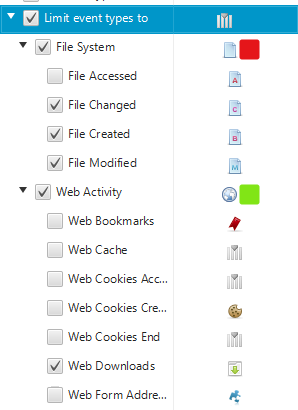 Limit event types to
File System
File Accessed
A
File Changed
C
File Created
B
File Modified
M
Web Activity
Web Bookmarks
Web Cache
Web Cookies Acc...
Web Cookies Cre...
Web Cookies End
Web Downloads
Web Form Addre...